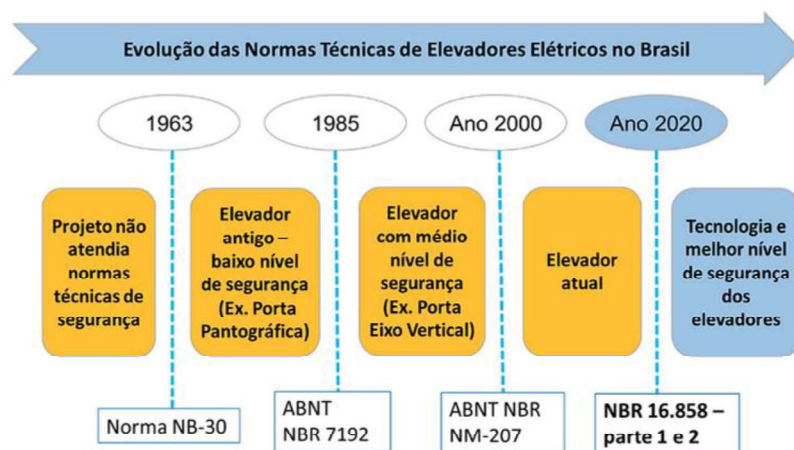 Evolução das Normas Técnicas de Elevadores Elétricos no Brasil
1963
1985
Ano 2000
Ano 2020
Projeto não
atendia
normas
técnicas de
segurança
Elevador
antigo –
baixo nível
de segurança
(Ex. Porta
Pantográfica)
Elevador
com médio
nível de
segurança
(Ex. Porta
Eixo Vertical)
Elevador
atual
Tecnologia e
melhor nível
de segurança
dos
elevadores
Norma NB-30
ABNT
NBR 7192
ABNT NBR
NM-207
NBR 16.858 –
parte 1 e 2